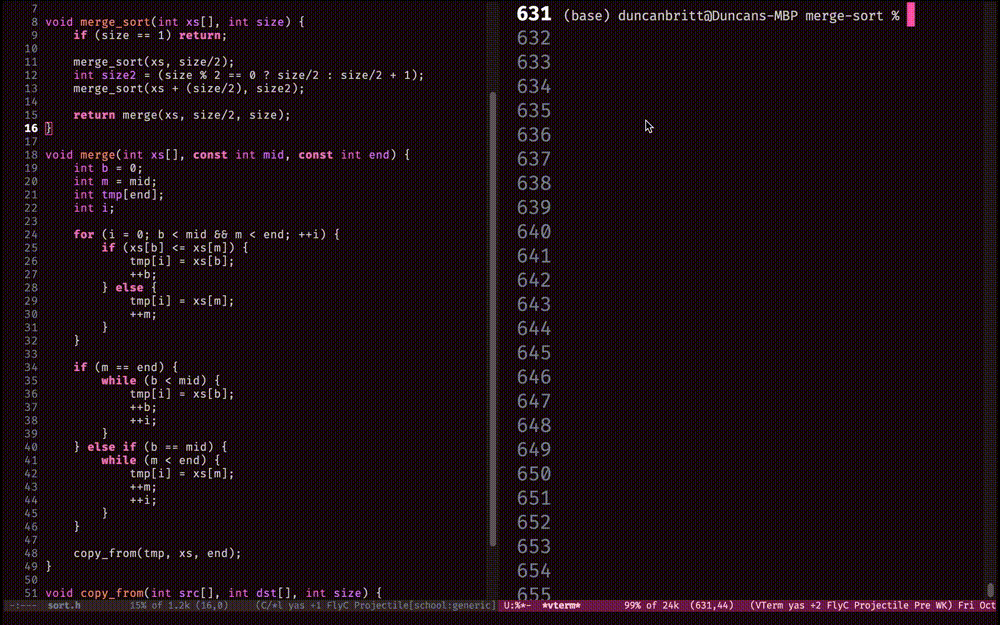 7
8 void merge_sort(int xs[], int size) {
9     if (size == 1) return;
10
11     merge_sort(xs, size/2);
12     int size2 = (size % 2 == 0 ? size/2 : size/2 + 1);
13     merge_sort(xs + (size/2), size2);
14
15     return merge(xs, size/2, size);
16 }
17
18 void merge(int xs[], const int mid, const int end) {
19     int b = 0;
20     int m = mid;
21     int tmp[end];
22     int i;
23
24     for (i = 0; b < mid && m < end; ++i) {
25         if (xs[b] <= xs[m]) {
26             tmp[i] = xs[b];
27             ++b;
28         } else {
29             tmp[i] = xs[m];
30             ++m;
31         }
32     }
33
34     if (m == end) {
35         while (b < mid) {
36             tmp[i] = xs[b];
37             ++b;
38             ++i;
39         }
40     } else if (b == mid) {
41         while (m < end) {
42             tmp[i] = xs[m];
43             ++m;
44             ++i;
45         }
46     }
47
48     copy_from(tmp, xs, end);
49 }
50
51 void copy_from(int src[], int dst[], int size) {
-:--- sort.h 15% of 1.2k (16,0) (C/*l yas +1 FlyC Projectile[school:generic]
631 (base) duncanbritt@Duncans-MBP merge-sort %
632
633
634
635
636
637
638
639
640
641
642
643
644
645
646
647
648
649
650
651
652
653
654
655
U:%*- *vterm* 99% of 24k (631,44) (VTerm yas +2 FlyC Projectile Pre WK) Fri Oct